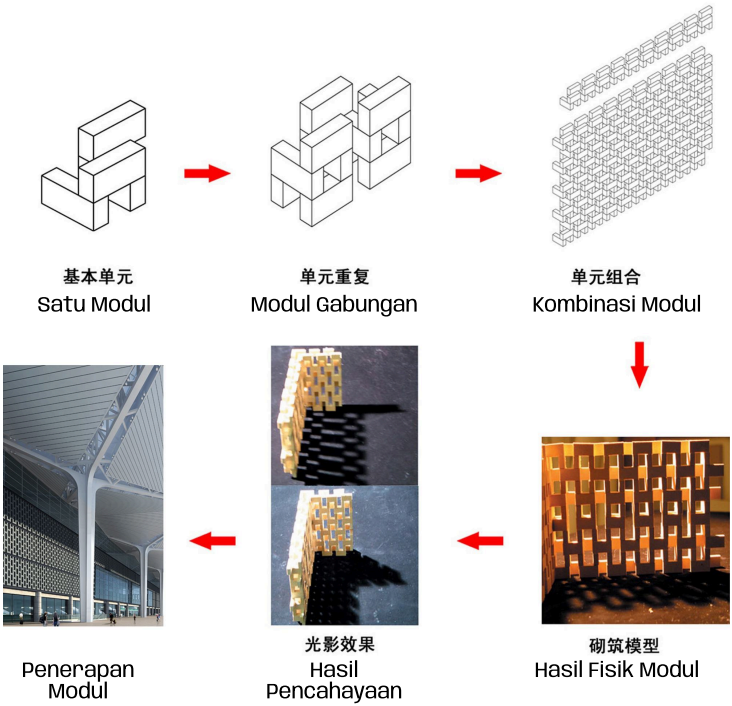 基本单元
Satu Modul
单元重复
Modul Gabungan
单元组合
Kombinasi Modul
光影效果
Hasil
Pencahayaan
砌筑模型
Hasil Fisik Modul
Penerapan
Modul